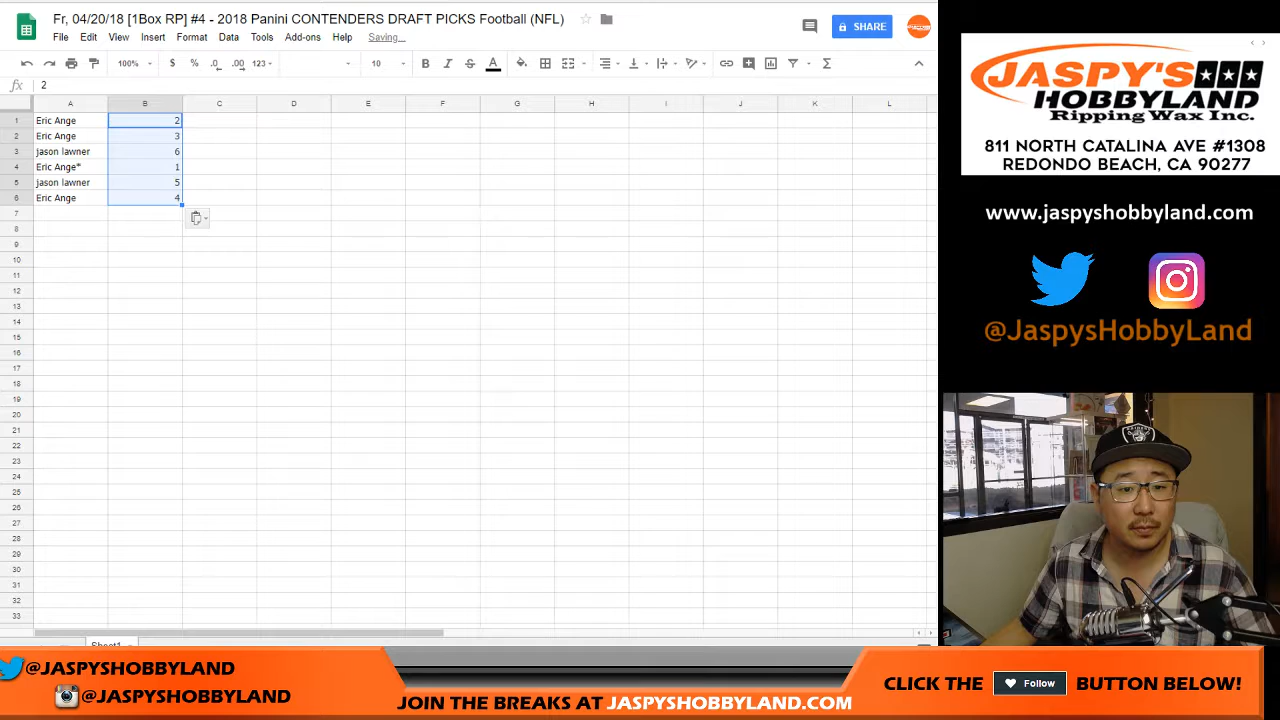 Fr, 04/20/18 [1Box RP] #4 - 2018 Panini CONTENDERS DRAFT PICKS Football (NFL)
File Edit View Insert Format Data Tools Add-ons Help Saving...
SHARE
100% $ % .0 .00 123 10 B I S A
fx 2
A B C D E F G H I J K L
1 Eric Ange 2
2 Eric Ange 3
3 jason lawner 6
4 Eric Ange* 1
5 jason lawner 5
6 Eric Ange 4
7
8
9
10
11
12
13
14
15
16
17
18
19
20
21
22
23
24
25
26
27
28
29
30
31
32
33
Sheet1
JASPY'S
HOBBYLAND
Ripping Wax Inc.
811 NORTH CATALINA AVE #1308
REDONDO BEACH, CA 90277
www.jaspyshobbyland.com
@JaspysHobbyLand
@JASPYSHOBBYLAND
@JASPYSHOBBYLAND
JOIN THE BREAKS AT JASPYSHOBBYLAND.COM
CLICK THE Follow BUTTON BELOW!